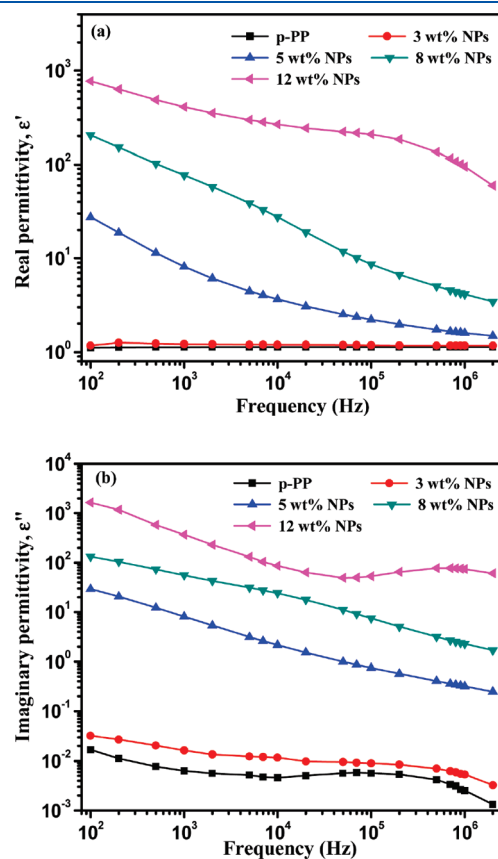 (a)
p-PP
3 wt% NPs
5 wt% NPs
8 wt% NPs
12 wt% NPs
Real permittivity, ε'
10³
10²
10¹
10⁰
10² 10³ 10⁴ 10⁵ 10⁶
Frequency (Hz)
(b)
p-PP
3 wt% NPs
5 wt% NPs
8 wt% NPs
12 wt% NPs
Imaginary permittivity, ε"
10⁴
10³
10²
10¹
10⁰
10⁻¹
10⁻²
10⁻³
10² 10³ 10⁴ 10⁵ 10⁶
Frequency (Hz)